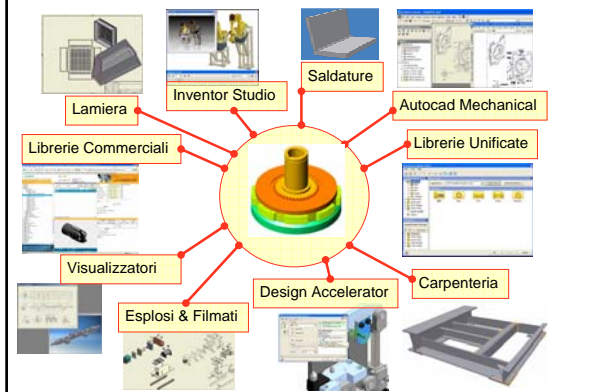 Saldature
Inventor Studio
Autocad Mechanical
Lamiera
Librerie Commerciali
Librerie Unificate
Visualizzatori
Carpenteria
Design Accelerator
Esplosi & Filmati